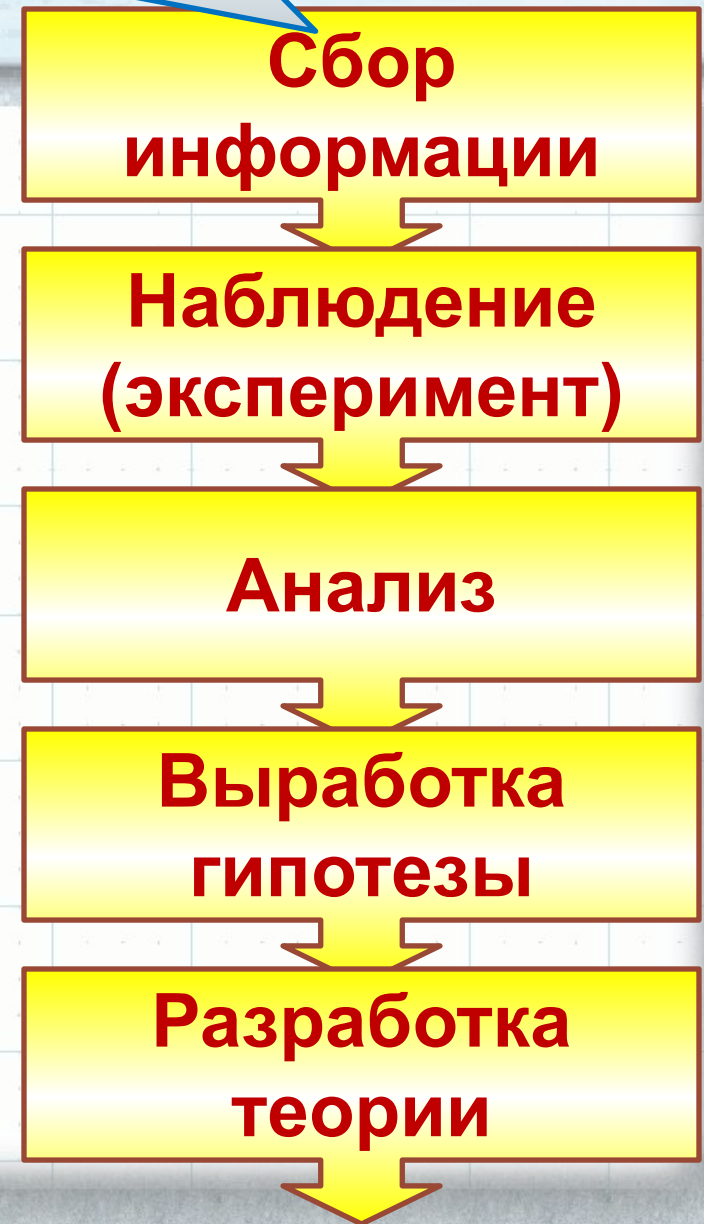 Сбор
информации
Наблюдение
(эксперимент)
Анализ
Выработка
гипотезы
Разработка
теории